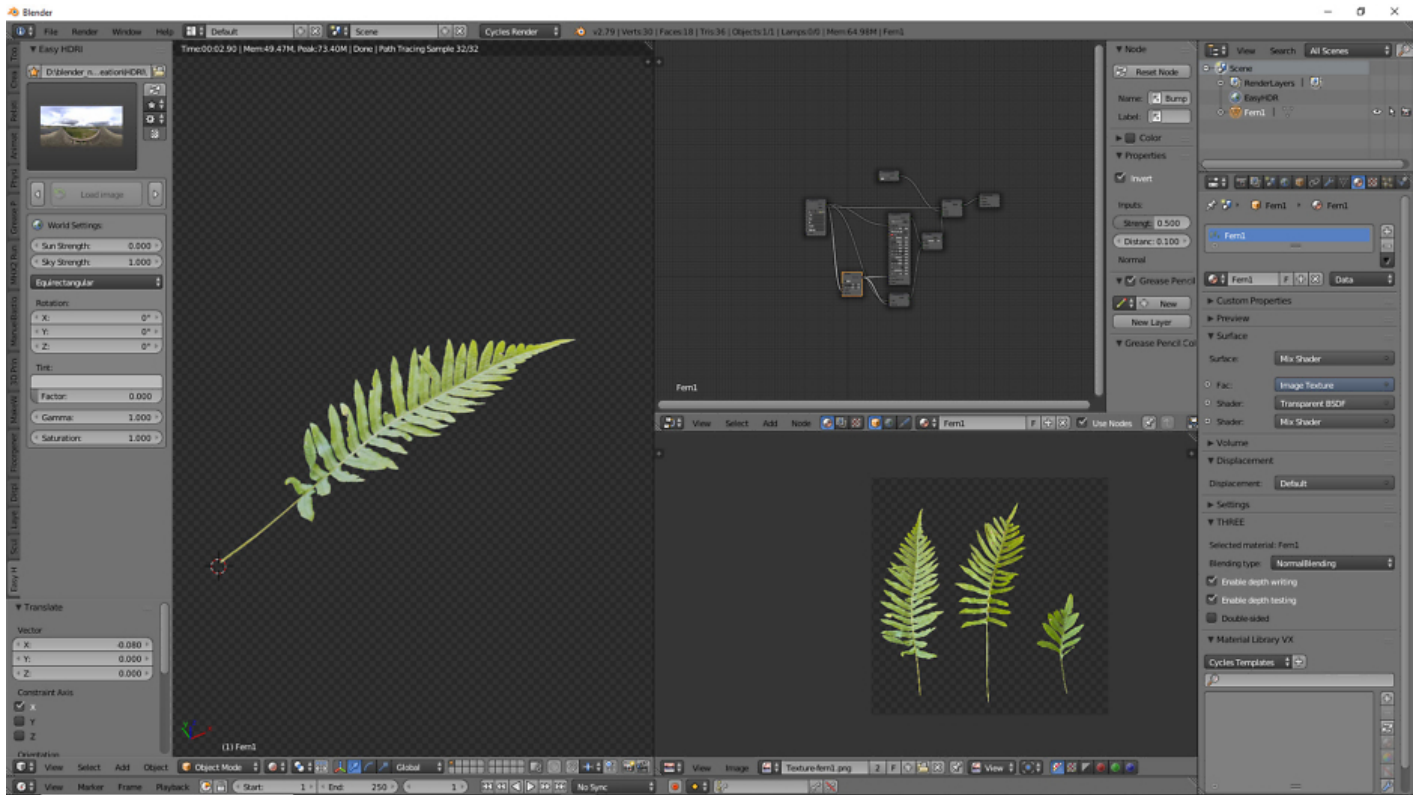 Blender
File Render Window Help Default Scene Cycles Render v2.79 | Verts:30 | Faces:18 | Tris:36 | Objects:1/1 | Lamps:0/0 | Mem:64.98M | Fern1
Easy HDRI
D:\blender_n...eation\HDRI\
Load image
World Settings:
Sun Strength: 0.000
Sky Strength: 1.000
Equirectangular
Rotation:
X: 0°
Y: 0°
Z: 0°
Tint:
Factor: 0.000
Gamma: 1.000
Saturation: 1.000
Translate
Vector
X: -0.080
Y: 0.000
Z: 0.000
Constraint Axis
X
Y
Z
Orientation
Time:00:02.90 | Mem:49.47M, Peak:73.40M | Done | Path Tracing Sample 32/32
(1) Fern1
View Select Add Object Object Mode Global
View Marker Frame Playback Start: 1 End: 250 1 No Sync
Fern1
View Select Add Node Fern1 F Use Nodes
Node
Reset Node
Name: Bump
Label:
Color
Properties
Invert
Inputs:
Strengt: 0.500
Distanc: 0.100
Normal
Grease Pencil
New
New Layer
Grease Pencil Col
View Image Texture-fern1.png 2 F View
View Search All Scenes
Scene
RenderLayers
EasyHDR
Fern1
Fern1 Fern1
Fern1
Fern1 F Data
Custom Properties
Preview
Surface
Surface: Mix Shader
Fac: Image Texture
Shader: Transparent BSDF
Shader: Mix Shader
Volume
Displacement
Displacement: Default
Settings
THREE
Selected material: Fern1
Blending type: NormalBlending
Enable depth writing
Enable depth testing
Double-sided
Material Library VX
Cycles Templates